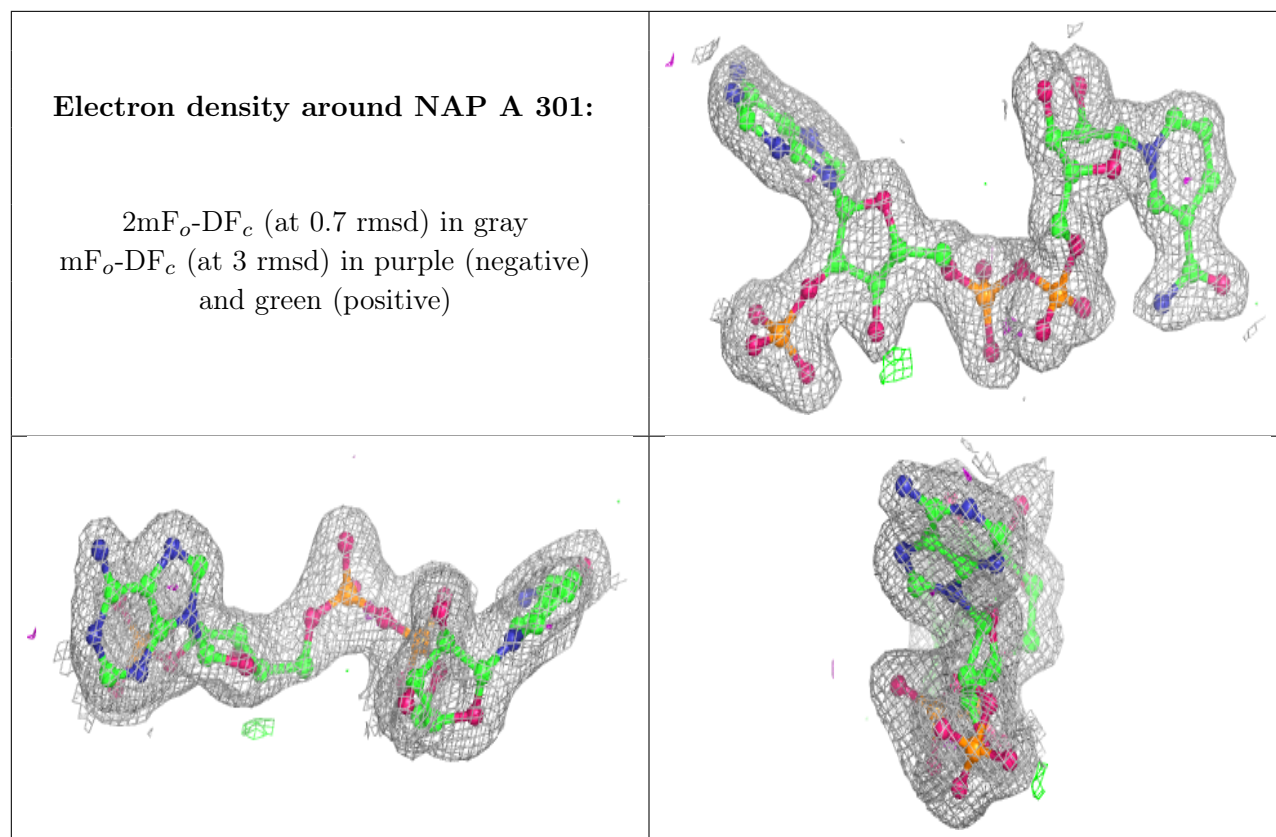 Electron density around NAP A 301:
2mFₒ-DF𝒸 (at 0.7 rmsd) in gray
mFₒ-DF𝒸 (at 3 rmsd) in purple (negative)
and green (positive)